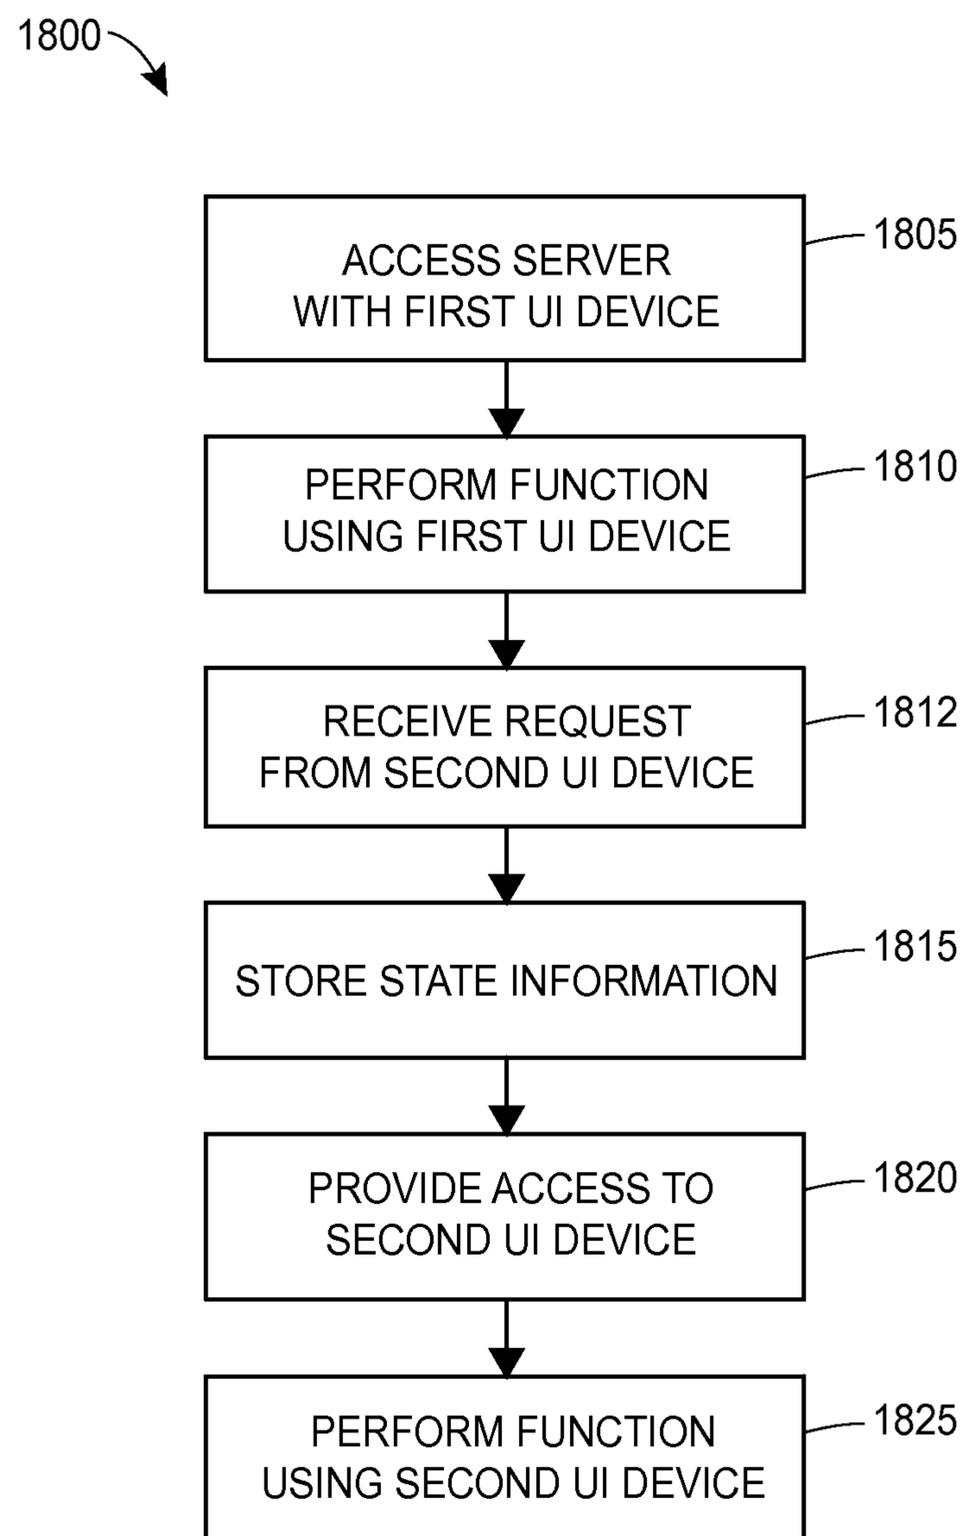 1800
ACCESS SERVER
WITH FIRST UI DEVICE
1805
PERFORM FUNCTION
USING FIRST UI DEVICE
1810
RECEIVE REQUEST
FROM SECOND UI DEVICE
1812
STORE STATE INFORMATION
1815
PROVIDE ACCESS TO
SECOND UI DEVICE
1820
PERFORM FUNCTION
USING SECOND UI DEVICE
1825